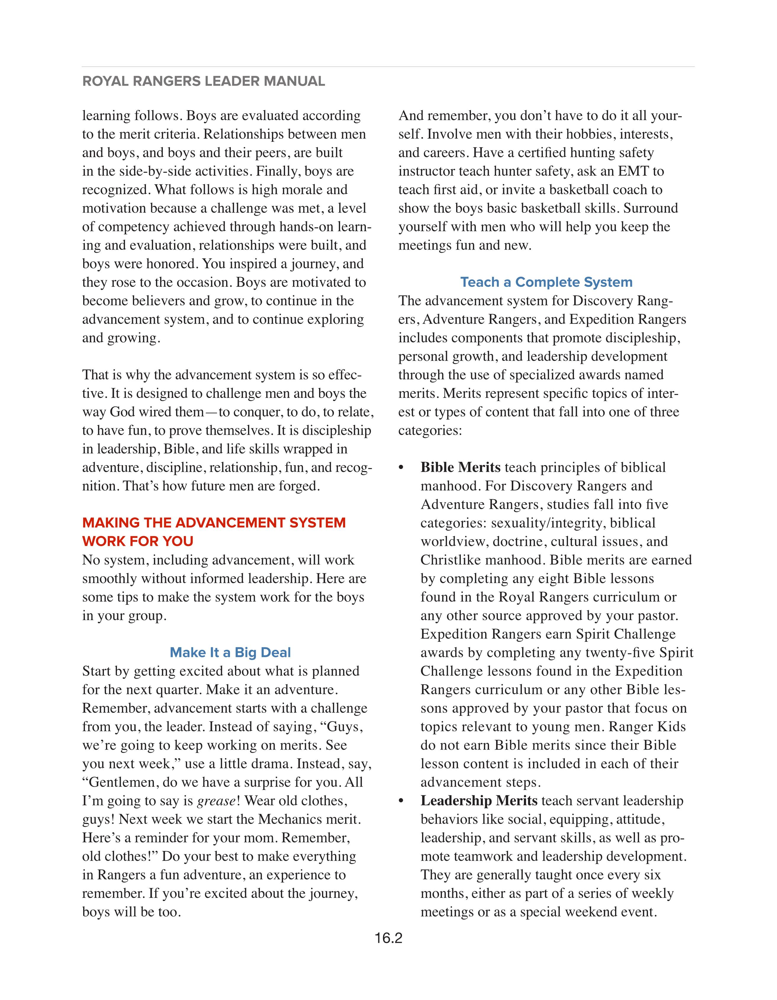 ROYAL RANGERS LEADER MANUAL
learning follows. Boys are evaluated according
to the merit criteria. Relationships between men
and boys, and boys and their peers, are built
in the side-by-side activities. Finally, boys are
recognized. What follows is high morale and
motivation because a challenge was met, a level
of competency achieved through hands-on learn-
ing and evaluation, relationships were built, and
boys were honored. You inspired a journey, and
they rose to the occasion. Boys are motivated to
become believers and grow, to continue in the
advancement system, and to continue exploring
and growing.
That is why the advancement system is so effec-
tive. It is designed to challenge men and boys the
way God wired them—to conquer, to do, to relate,
to have fun, to prove themselves. It is discipleship
in leadership, Bible, and life skills wrapped in
adventure, discipline, relationship, fun, and recog-
nition. That’s how future men are forged.
MAKING THE ADVANCEMENT SYSTEM
WORK FOR YOU
No system, including advancement, will work
smoothly without informed leadership. Here are
some tips to make the system work for the boys
in your group.
Make It a Big Deal
Start by getting excited about what is planned
for the next quarter. Make it an adventure.
Remember, advancement starts with a challenge
from you, the leader. Instead of saying, “Guys,
we’re going to keep working on merits. See
you next week,” use a little drama. Instead, say,
“Gentlemen, do we have a surprise for you. All
I’m going to say is grease! Wear old clothes,
guys! Next week we start the Mechanics merit.
Here’s a reminder for your mom. Remember,
old clothes!” Do your best to make everything
in Rangers a fun adventure, an experience to
remember. If you’re excited about the journey,
boys will be too.
And remember, you don’t have to do it all your-
self. Involve men with their hobbies, interests,
and careers. Have a certified hunting safety
instructor teach hunter safety, ask an EMT to
teach first aid, or invite a basketball coach to
show the boys basic basketball skills. Surround
yourself with men who will help you keep the
meetings fun and new.
Teach a Complete System
The advancement system for Discovery Rang-
ers, Adventure Rangers, and Expedition Rangers
includes components that promote discipleship,
personal growth, and leadership development
through the use of specialized awards named
merits. Merits represent specific topics of inter-
est or types of content that fall into one of three
categories:
• Bible Merits teach principles of biblical
manhood. For Discovery Rangers and
Adventure Rangers, studies fall into five
categories: sexuality/integrity, biblical
worldview, doctrine, cultural issues, and
Christlike manhood. Bible merits are earned
by completing any eight Bible lessons
found in the Royal Rangers curriculum or
any other source approved by your pastor.
Expedition Rangers earn Spirit Challenge
awards by completing any twenty-five Spirit
Challenge lessons found in the Expedition
Rangers curriculum or any other Bible les-
sons approved by your pastor that focus on
topics relevant to young men. Ranger Kids
do not earn Bible merits since their Bible
lesson content is included in each of their
advancement steps.
• Leadership Merits teach servant leadership
behaviors like social, equipping, attitude,
leadership, and servant skills, as well as pro-
mote teamwork and leadership development.
They are generally taught once every six
months, either as part of a series of weekly
meetings or as a special weekend event.
16.2